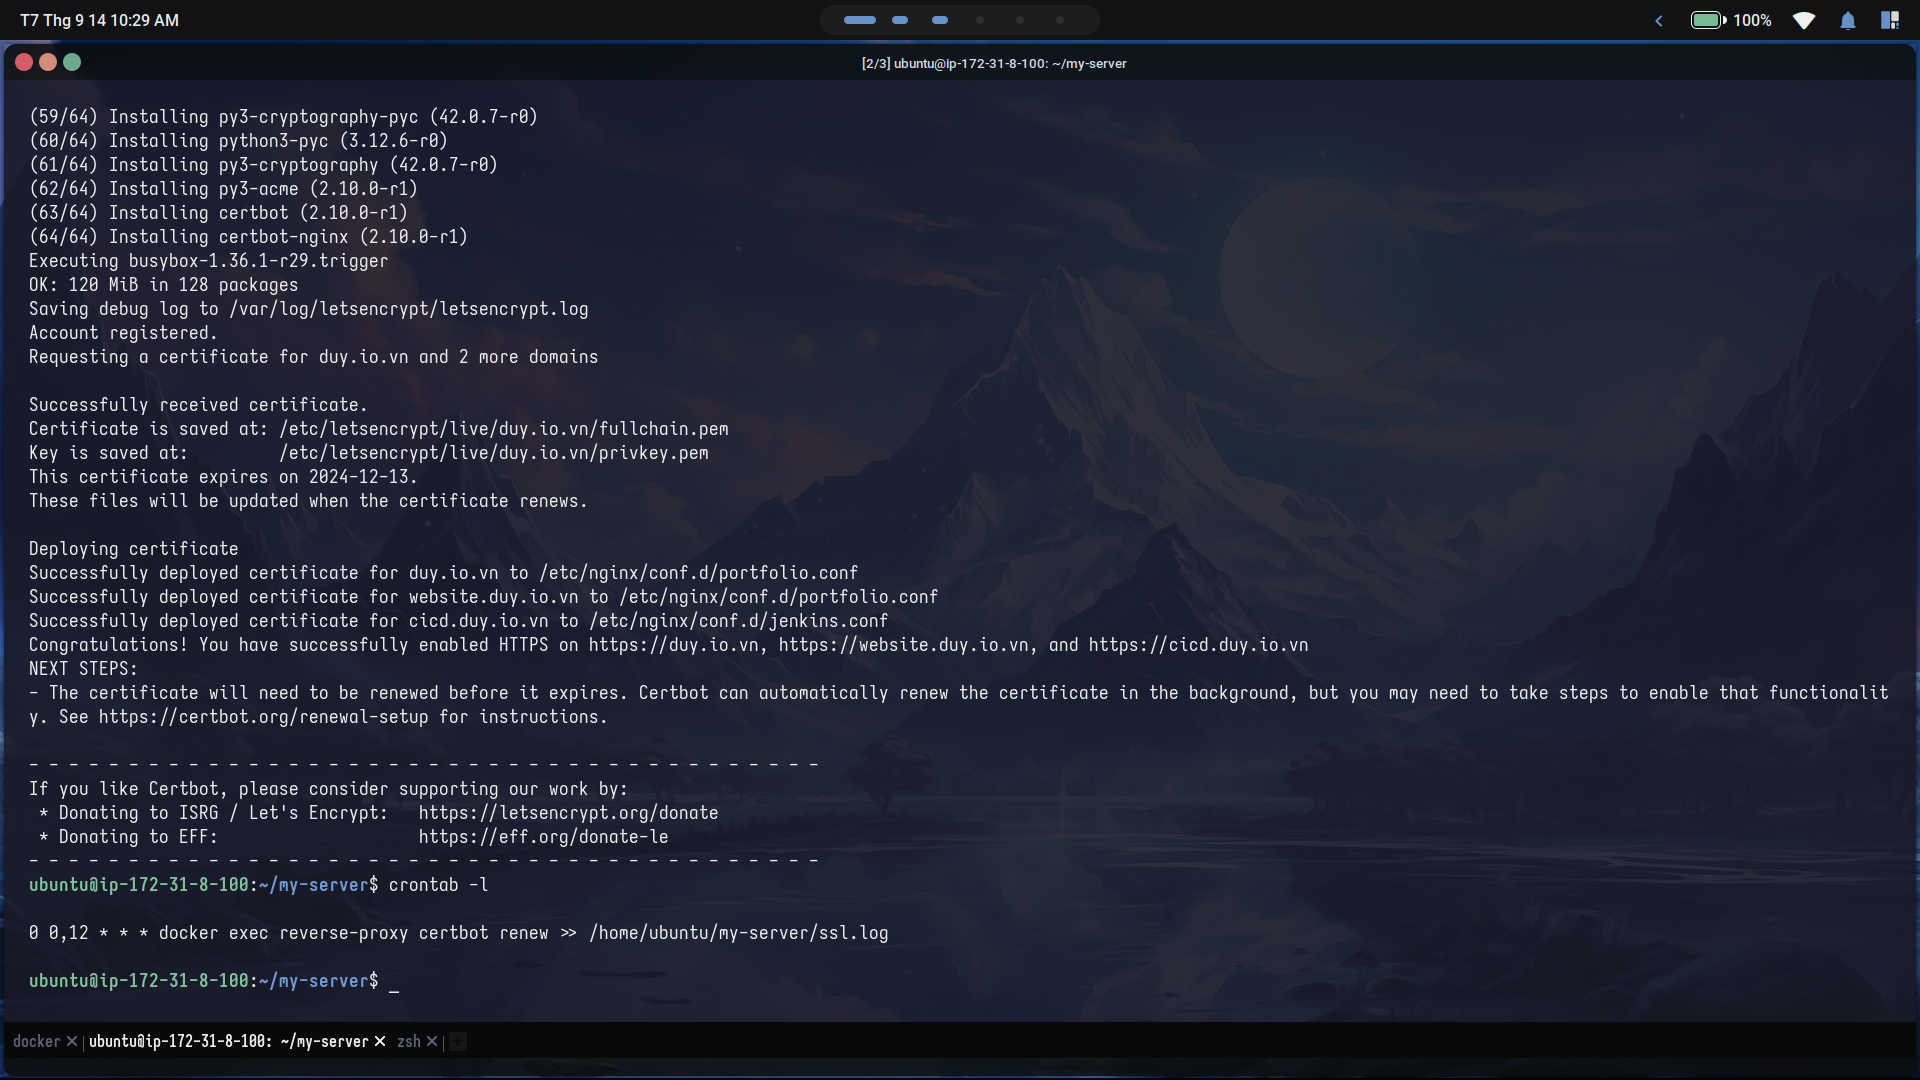 T7 Thg 9 14 10:29 AM
100%
[2/3] ubuntu@ip-172-31-8-100: ~/my-server
(59/64) Installing py3-cryptography-pyc (42.0.7-r0)
(60/64) Installing python3-pyc (3.12.6-r0)
(61/64) Installing py3-cryptography (42.0.7-r0)
(62/64) Installing py3-acme (2.10.0-r1)
(63/64) Installing certbot (2.10.0-r1)
(64/64) Installing certbot-nginx (2.10.0-r1)
Executing busybox-1.36.1-r29.trigger
OK: 120 MiB in 128 packages
Saving debug log to /var/log/letsencrypt/letsencrypt.log
Account registered.
Requesting a certificate for duy.io.vn and 2 more domains
Successfully received certificate.
Certificate is saved at: /etc/letsencrypt/live/duy.io.vn/fullchain.pem
Key is saved at:         /etc/letsencrypt/live/duy.io.vn/privkey.pem
This certificate expires on 2024-12-13.
These files will be updated when the certificate renews.
Deploying certificate
Successfully deployed certificate for duy.io.vn to /etc/nginx/conf.d/portfolio.conf
Successfully deployed certificate for website.duy.io.vn to /etc/nginx/conf.d/portfolio.conf
Successfully deployed certificate for cicd.duy.io.vn to /etc/nginx/conf.d/jenkins.conf
Congratulations! You have successfully enabled HTTPS on https://duy.io.vn, https://website.duy.io.vn, and https://cicd.duy.io.vn
NEXT STEPS:
- The certificate will need to be renewed before it expires. Certbot can automatically renew the certificate in the background, but you may need to take steps to enable that functionalit
y. See https://certbot.org/renewal-setup for instructions.
- - - - - - - - - - - - - - - - - - - - - - - - - - - - - - - - - - - - - - - -
If you like Certbot, please consider supporting our work by:
 * Donating to ISRG / Let's Encrypt:   https://letsencrypt.org/donate
 * Donating to EFF:                    https://eff.org/donate-le
- - - - - - - - - - - - - - - - - - - - - - - - - - - - - - - - - - - - - - - -
ubuntu@ip-172-31-8-100:~/my-server$ crontab -l
0 0,12 * * * docker exec reverse-proxy certbot renew >> /home/ubuntu/my-server/ssl.log
ubuntu@ip-172-31-8-100:~/my-server$ _
docker ✕ | ubuntu@ip-172-31-8-100: ~/my-server ✕ zsh ✕ | +